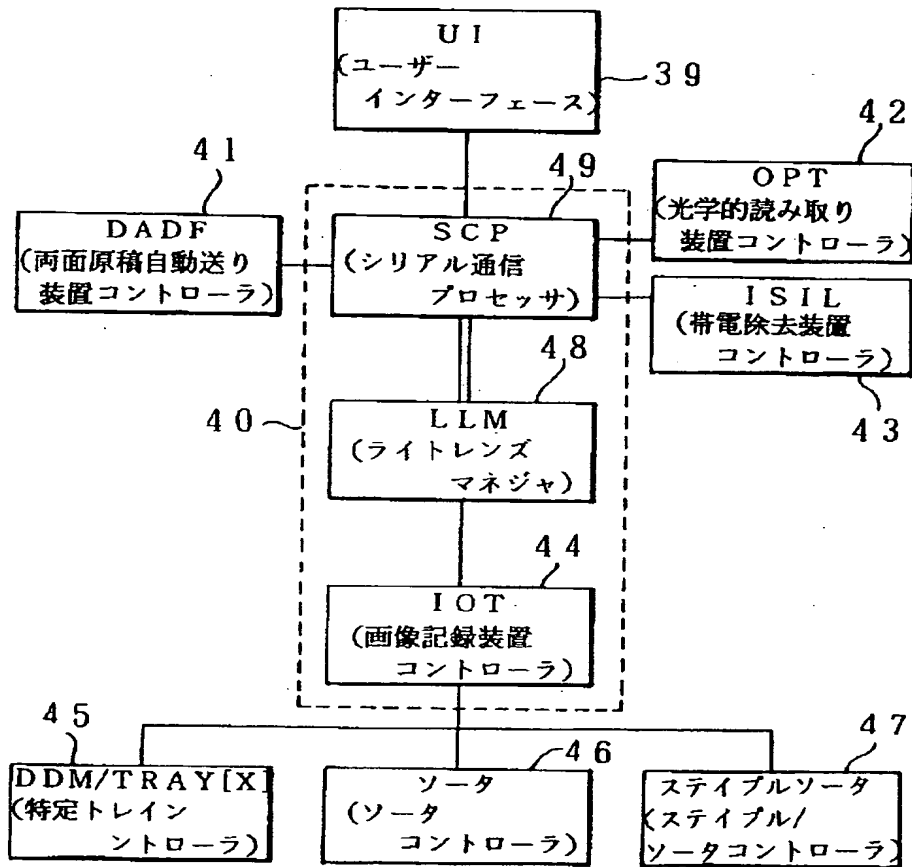 UI
(ユーザー
インターフェース)
39
41
49
42
DADF
(両面原稿自動送り
装置コントローラ)
SCP
(シリアル通信
プロセッサ)
OPT
(光学的読み取り
装置コントローラ)
ISIL
(帯電除去装置
コントローラ)
43
40
48
LLM
(ライトレンズ
マネジャ)
44
IOT
(画像記録装置
コントローラ)
45
46
47
DDM/TRAY[X]
(特定トレイン
ントローラ)
ソータ
(ソータ
コントローラ)
ステイプルソータ
(ステイプル/
ソータコントローラ)